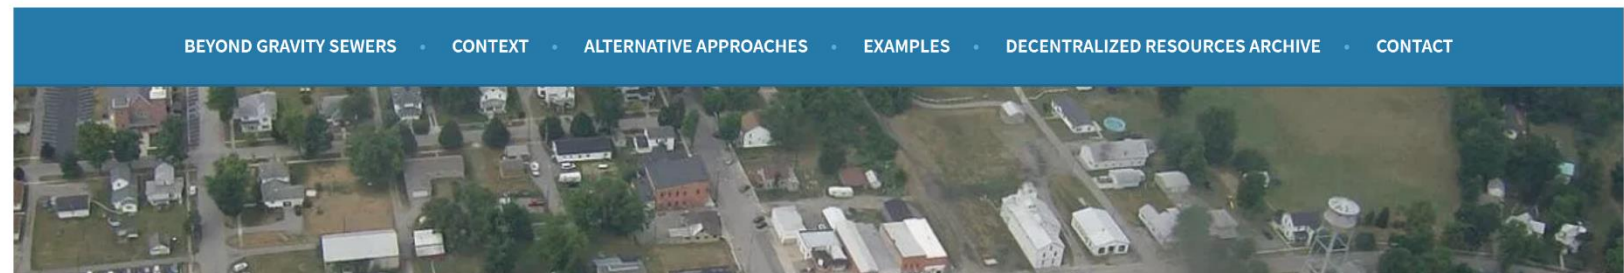 BEYOND GRAVITY SEWERS • CONTEXT • ALTERNATIVE APPROACHES • EXAMPLES • DECENTRALIZED RESOURCES ARCHIVE • CONTACT